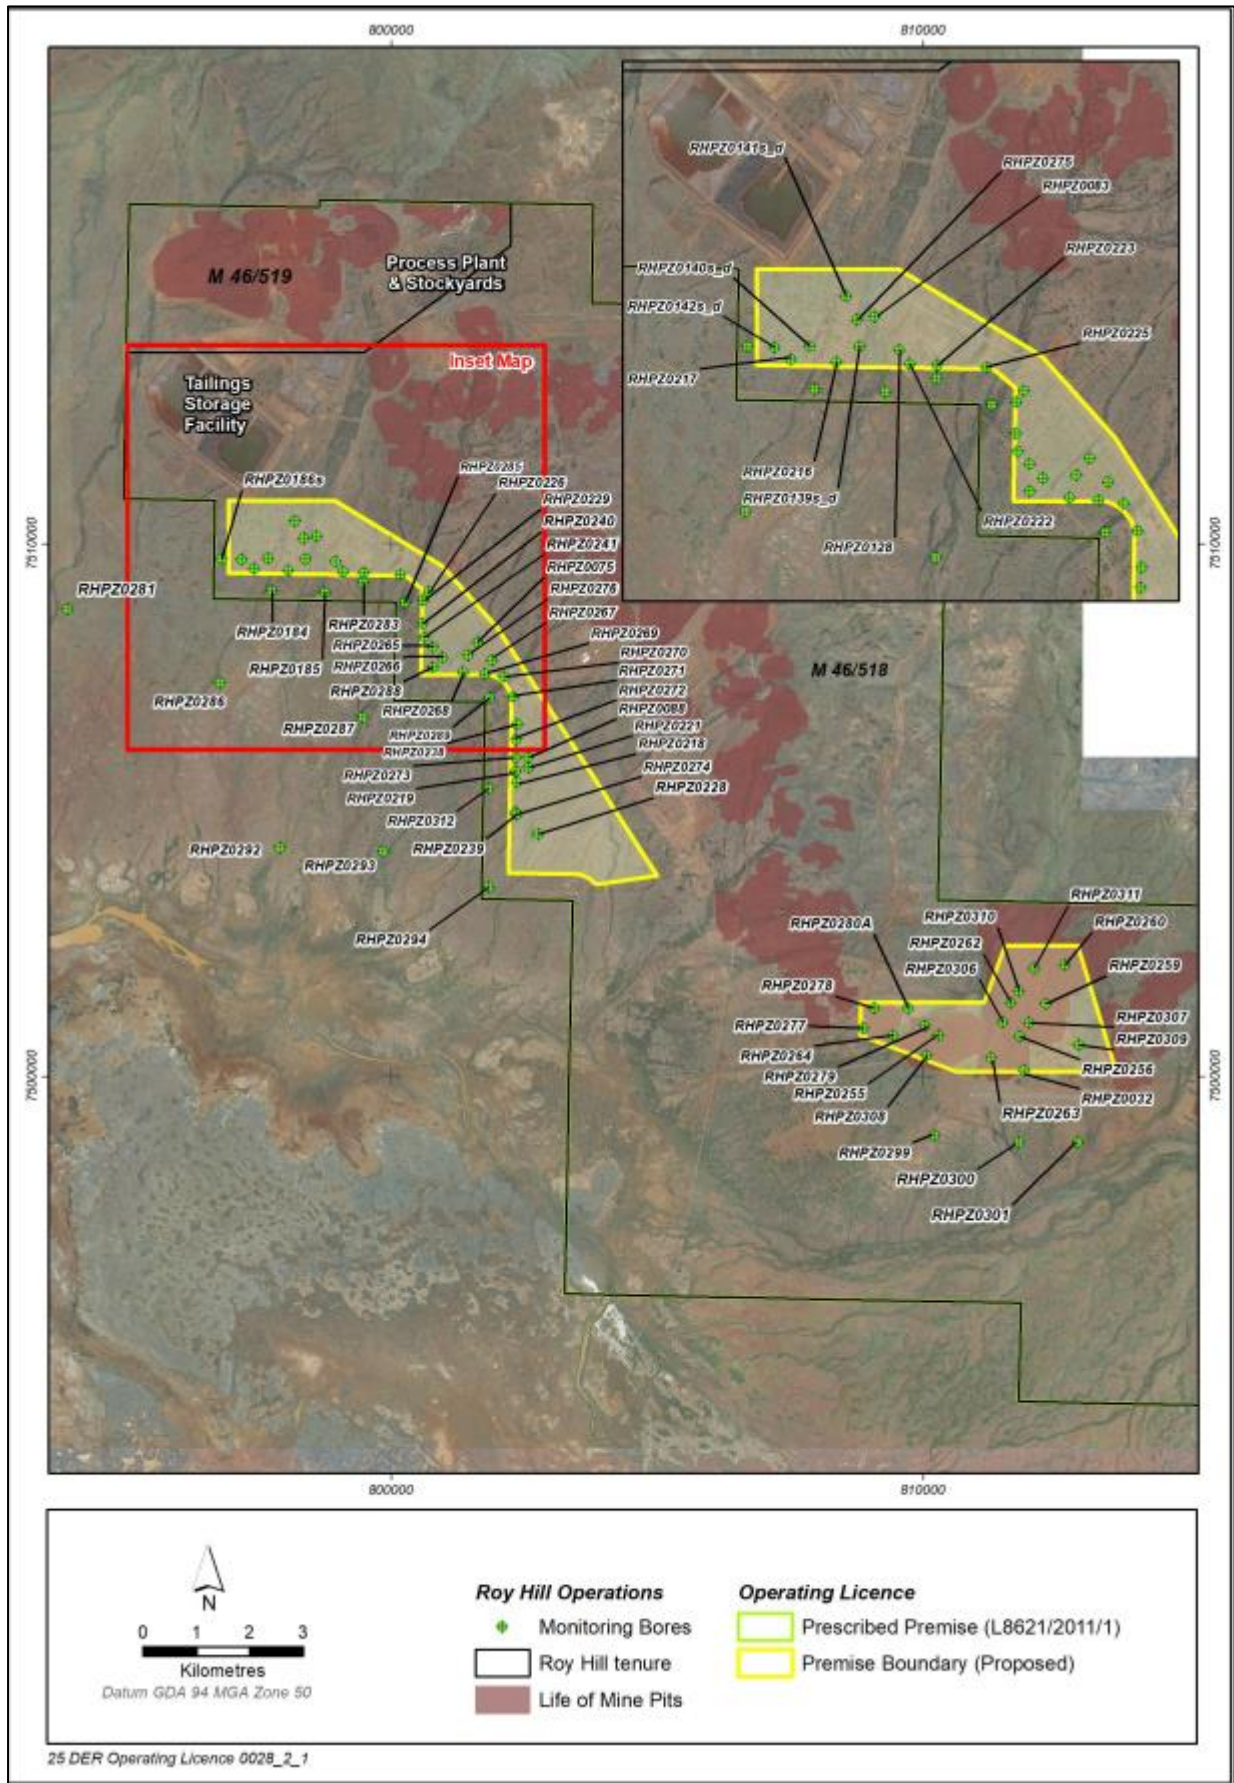 800000
810000
RHPZ0141s_d
RHPZ0275
RHPZ0083
RHPZ0223
RHPZ0140s_d
RHPZ0142s_d
RHPZ0225
RHPZ0217
RHPZ0216
RHPZ0139s_d
RHPZ0128
RHPZ0222
M 46/519
Process Plant
& Stockyards
Inset Map
Tailings
Storage
Facility
RHPZ0186s
RHPZ0285
RHPZ0226
RHPZ0229
RHPZ0240
RHPZ0241
RHPZ0075
RHPZ0276
RHPZ0267
RHPZ0269
RHPZ0270
RHPZ0271
RHPZ0272
RHPZ0088
RHPZ0221
RHPZ0218
RHPZ0274
RHPZ0228
7510000
7510000
RHPZ0281
RHPZ0184
RHPZ0283
RHPZ0265
RHPZ0185
RHPZ0266
RHPZ0286
RHPZ0288
RHPZ0268
RHPZ0287
RHPZ0289
RHPZ0238
RHPZ0273
RHPZ0219
RHPZ0312
RHPZ0239
RHPZ0292
RHPZ0293
RHPZ0294
M 46/518
RHPZ0311
RHPZ0310
RHPZ0280A
RHPZ0260
RHPZ0262
RHPZ0306
RHPZ0259
RHPZ0278
RHPZ0277
RHPZ0307
RHPZ0309
RHPZ0264
RHPZ0279
RHPZ0256
RHPZ0255
RHPZ0032
RHPZ0308
RHPZ0263
RHPZ0299
RHPZ0300
RHPZ0301
7500000
7500000
800000
810000
N
0 1 2 3
Kilometres
Datum GDA 94 MGA Zone 50
Roy Hill Operations
Monitoring Bores
Roy Hill tenure
Life of Mine Pits
Operating Licence
Prescribed Premise (L8621/2011/1)
Premise Boundary (Proposed)
25 DER Operating Licence 0028_2_1